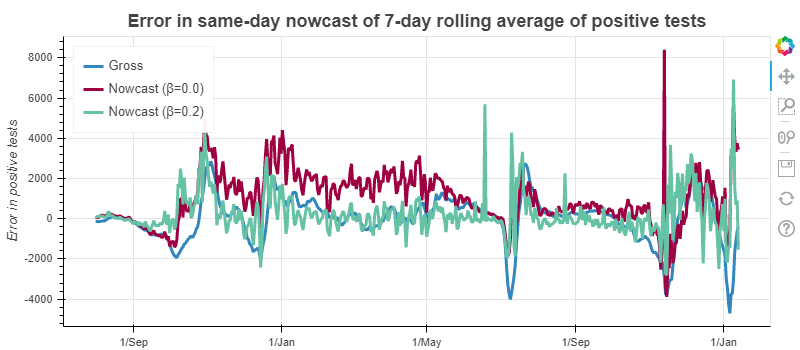 Error in same-day nowcast of 7-day rolling average of positive tests
Gross
Nowcast (β=0.0)
Nowcast (β=0.2)
Error in positive tests
8000
6000
4000
2000
0
-2000
-4000
1/Sep
1/Jan
1/May
1/Sep
1/Jan